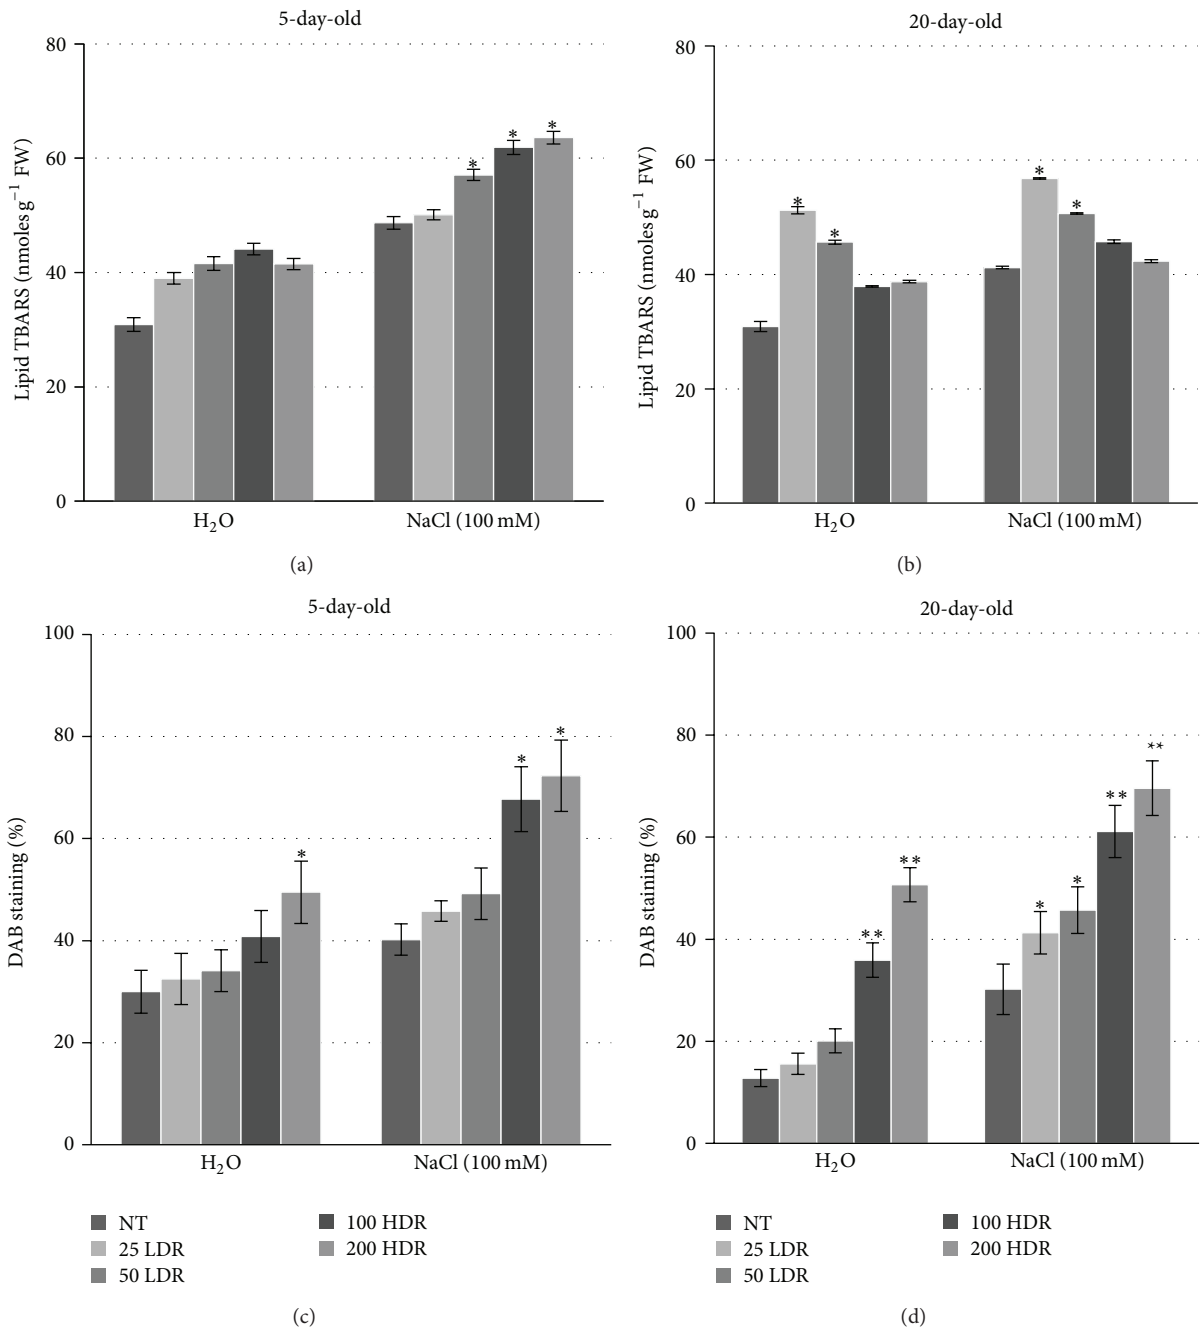 5-day-old
80
60
40
20
0
Lipid TBARS (nmoles g⁻¹ FW)
* * *
H₂O NaCl (100 mM)
(a)
20-day-old
80
60
40
20
0
Lipid TBARS (nmoles g⁻¹ FW)
* * * *
H₂O NaCl (100 mM)
(b)
5-day-old
100
80
60
40
20
0
DAB staining (%)
* * *
H₂O NaCl (100 mM)
NT 100 HDR
25 LDR 200 HDR
50 LDR
(c)
20-day-old
100
80
60
40
20
0
DAB staining (%)
** ** * * ** **
H₂O NaCl (100 mM)
NT 100 HDR
25 LDR 200 HDR
50 LDR
(d)